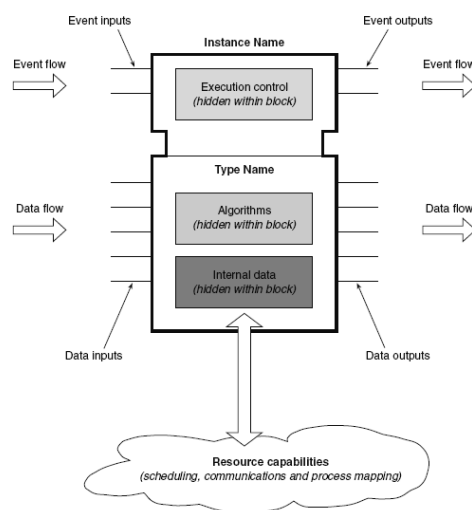 Event inputs
Event outputs
Instance Name
Event flow
Event flow
Execution control
(hidden within block)
Type Name
Data flow
Data flow
Algorithms
(hidden within block)
Internal data
(hidden within block)
Data inputs
Data outputs
Resource capabilities
(scheduling, communications and process mapping)